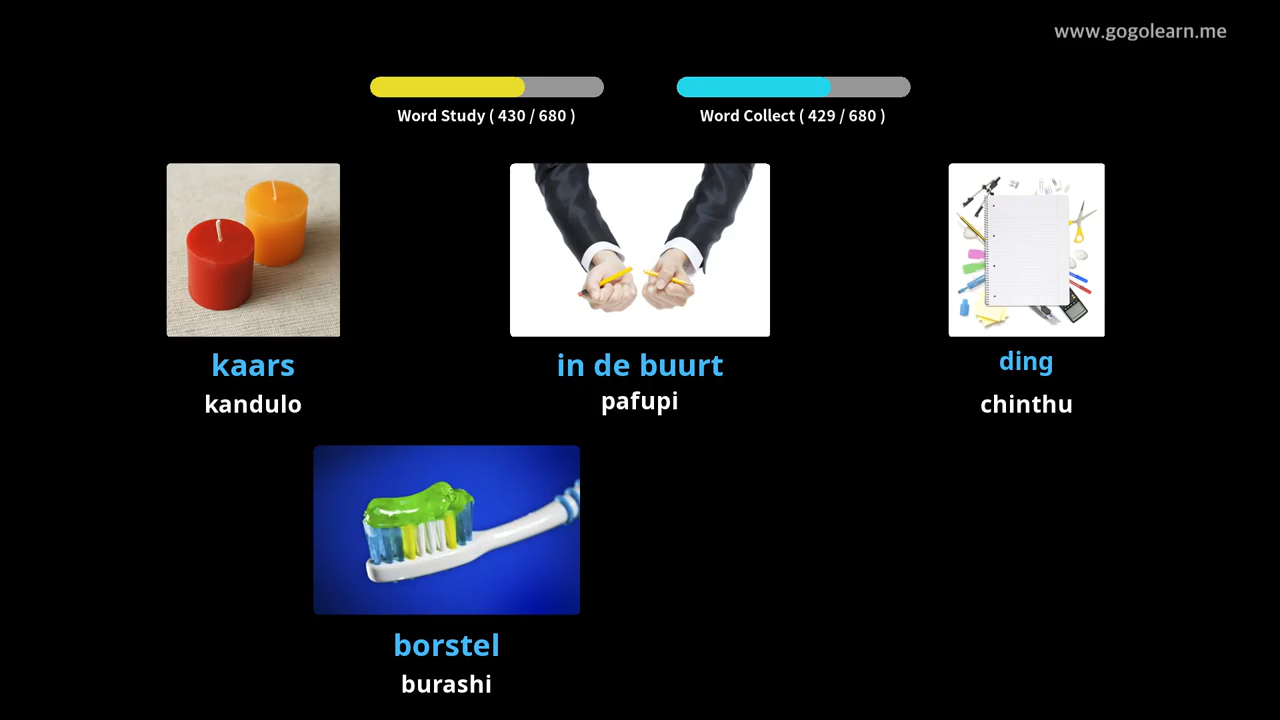 www.gogolearn.me
Word Study ( 430 / 680 )
Word Collect ( 429 / 680 )
kaars
kandulo
in de buurt
pafupi
ding
chinthu
borstel
burashi